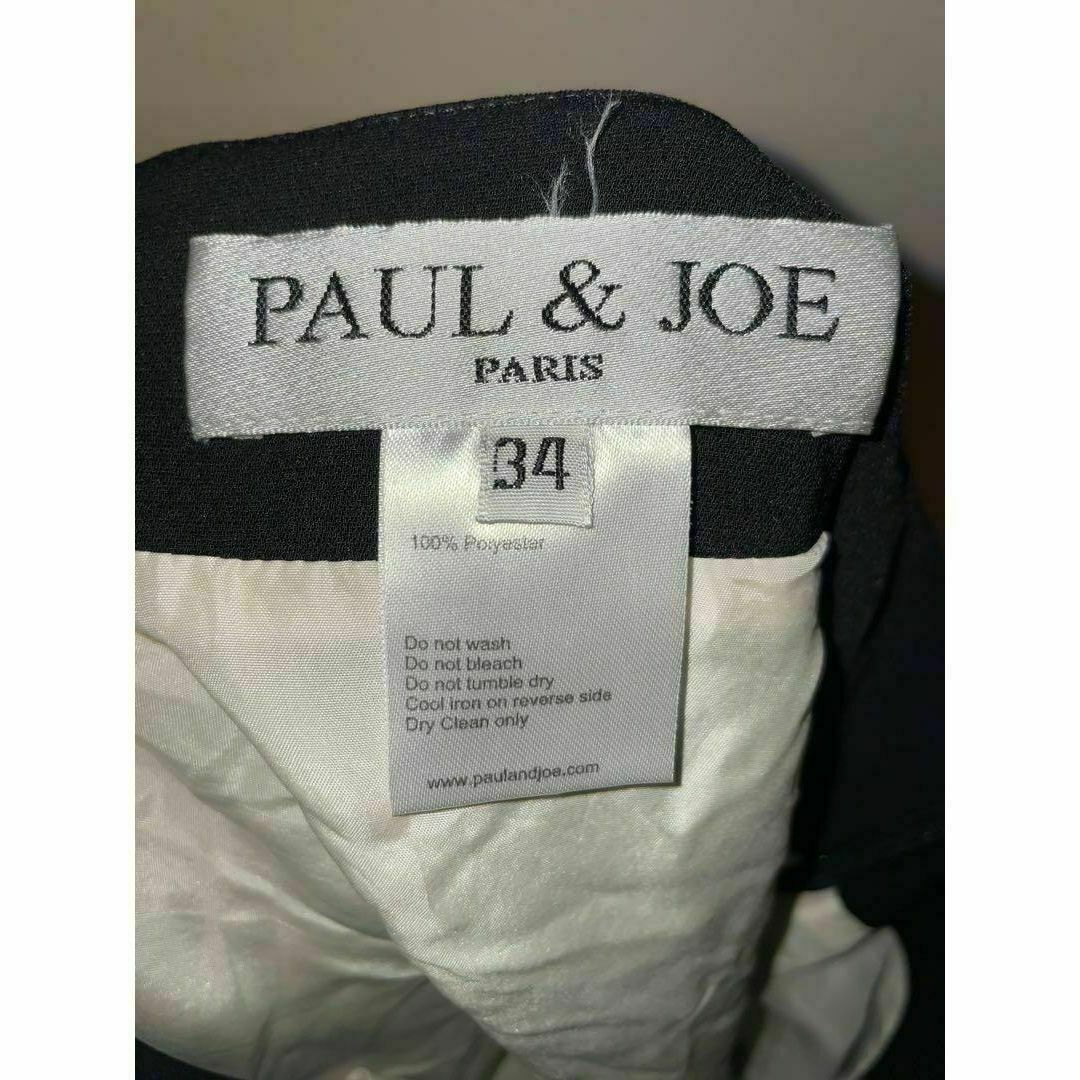 PAUL & JOE
PARIS
34
100% Polyester
Do not wash
Do not bleach
Do not tumble dry
Cool iron on reverse side
Dry Clean only
www.paulandjoe.com